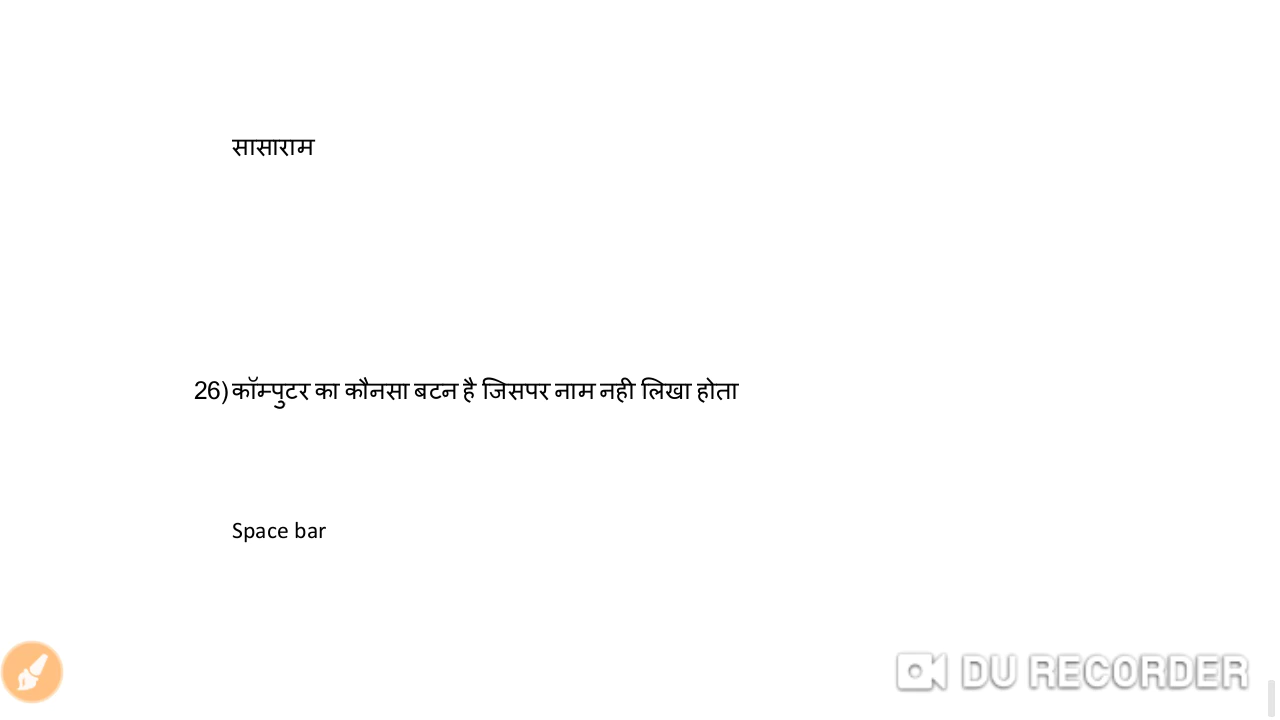 सासाराम
26) कॉम्पुटर का कौनसा बटन है जिसपर नाम नही लिखा होता
Space bar
DU RECORDER